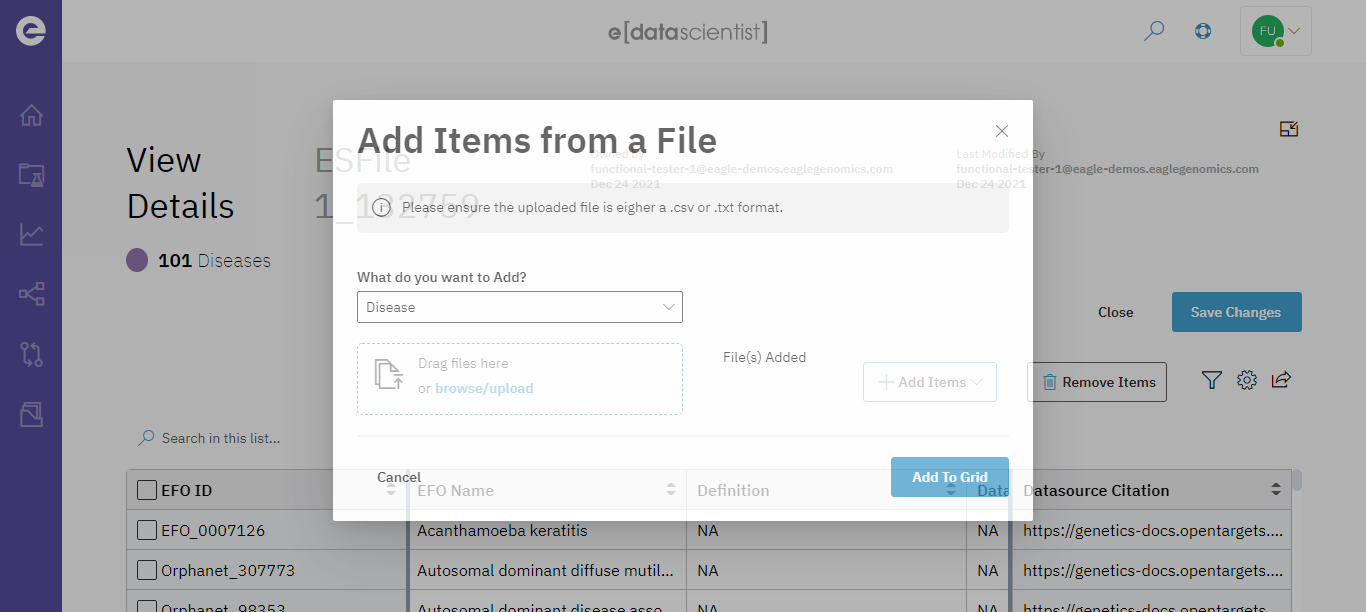 e[datascientist]
FU
Add Items from a File
View Details
ESFile 1_132759
Owned By
functional-tester-1@eagle-demos.eaglegenomics.com
Dec 24 2021
Last Modified By
functional-tester-1@eagle-demos.eaglegenomics.com
Dec 24 2021
Please ensure the uploaded file is eigher a .csv or .txt format.
101 Diseases
What do you want to Add?
Disease
Close
Save Changes
Drag files here
or browse/upload
File(s) Added
Add Items
Remove Items
Search in this list...
Cancel
Add To Grid
EFO ID EFO Name Definition Data Datasource Citation
EFO_0007126 Acanthamoeba keratitis NA NA https://genetics-docs.opentargets....
Orphanet_307773 Autosomal dominant diffuse mutil... NA NA https://genetics-docs.opentargets....
Orphanet_98353 Autosomal dominant disease asso... NA NA https://genetics-docs.opentargets....